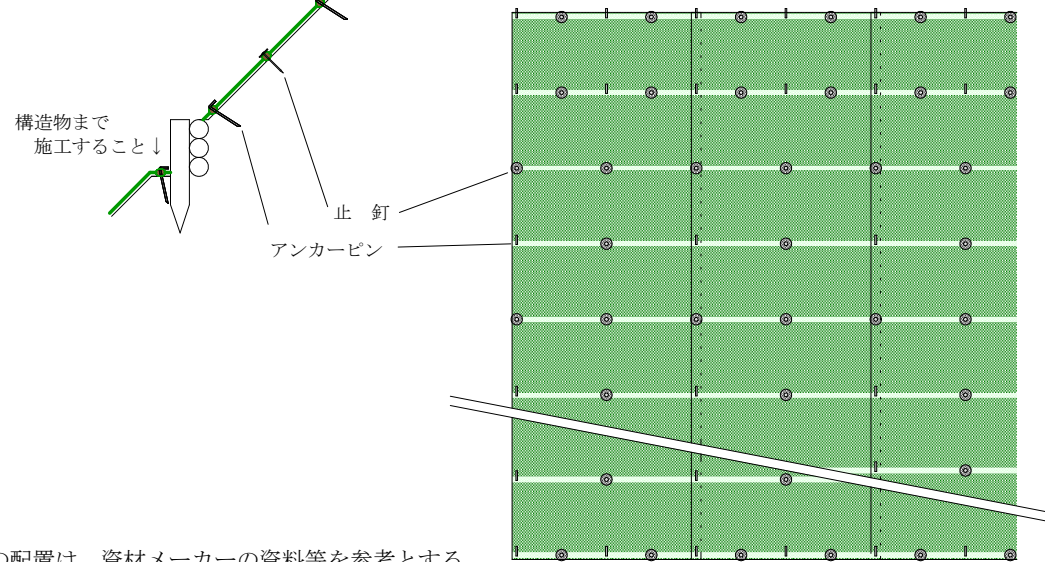 構造物まで
施工すること↓
止　釘
アンカーピン
の配置は、資材メーカーの資料等を参考とする